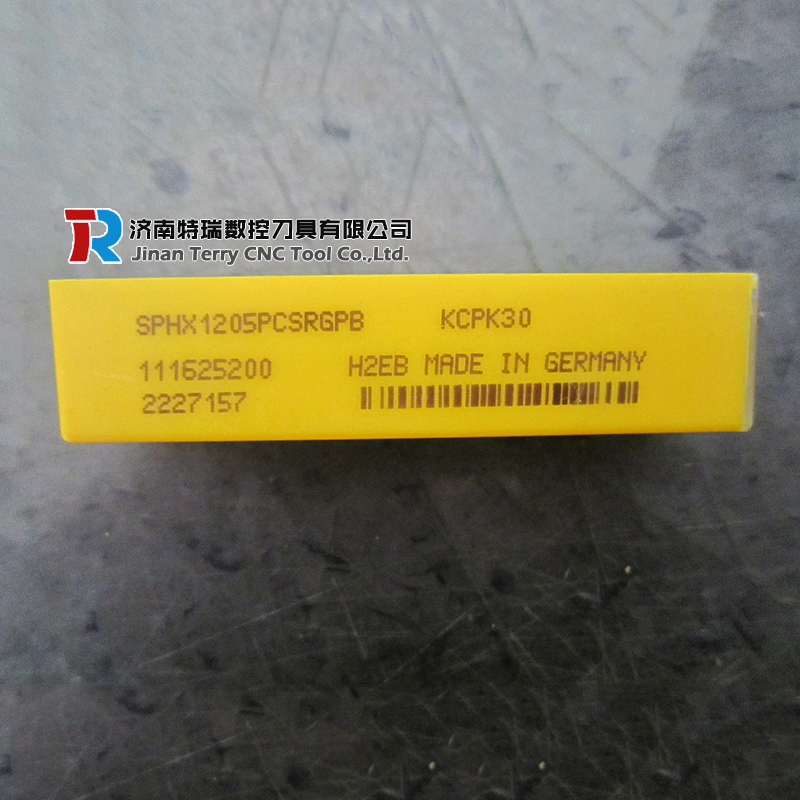 TR
济南特瑞数控刀具有限公司
Jinan Terry CNC Tool Co.,Ltd.
SPHX1205PCSRGPB KCPK30
111625200 H2EB MADE IN GERMANY
2227157